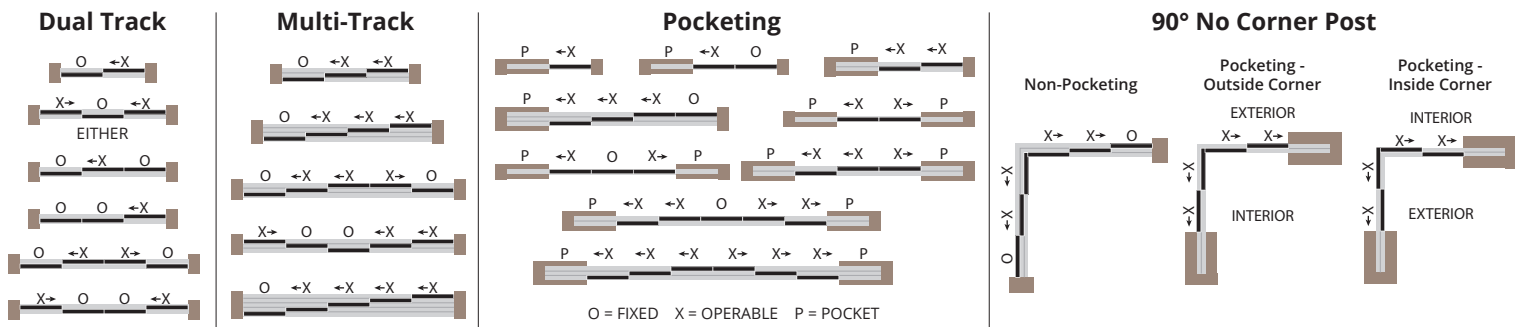 Dual Track
O ←X
X→ O ←X
EITHER
O ←X O
O O ←X
O ←X X→ O
X→ O O ←X
Multi-Track
O ←X ←X
O ←X ←X ←X
O ←X ←X X→ O
X→ O O ←X ←X
O ←X ←X ←X ←X
Pocketing
P ←X
P ←X O
P ←X ←X
P ←X ←X ←X O
P ←X X→ P
P ←X O X→ P
P ←X ←X X→ P
P ←X ←X O X→ X→ P
P ←X ←X ←X X→ X→ X→ P
O = FIXED X = OPERABLE P = POCKET
90° No Corner Post
Non-Pocketing
X→ X→ O
←X
←X
O
Pocketing -
Outside Corner
EXTERIOR
X→ X→
←X
←X
INTERIOR
Pocketing -
Inside Corner
INTERIOR
X→ X→
←X
←X
EXTERIOR